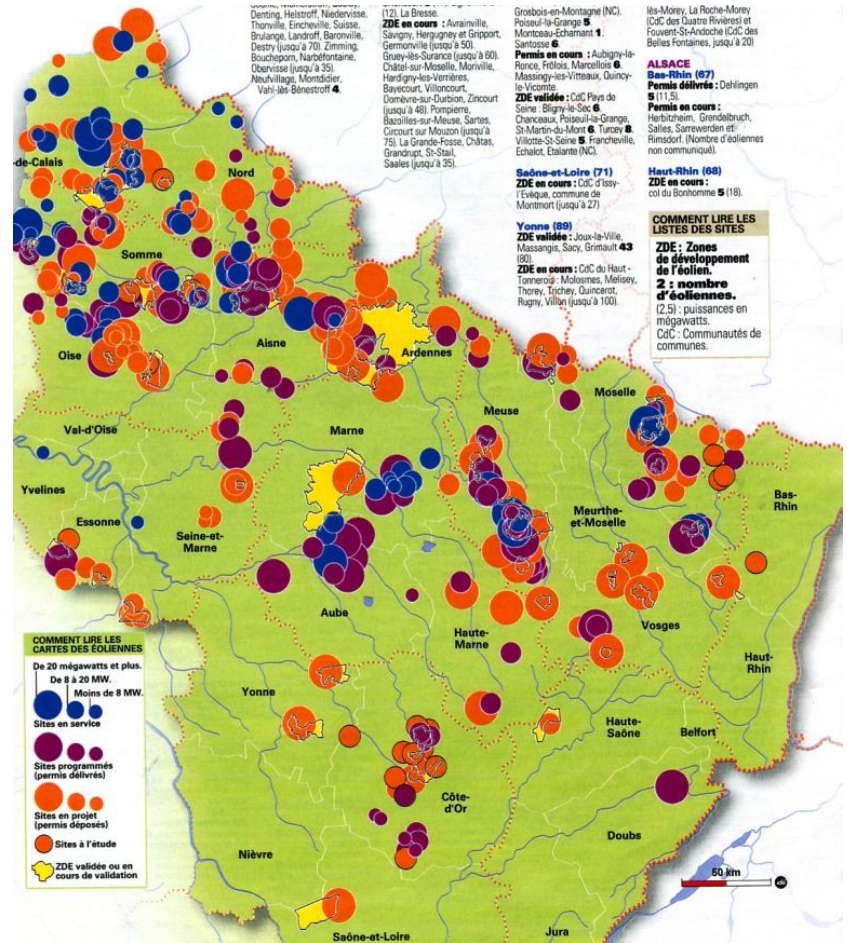 Denting, Helstroff, Niedervisse,
Thonville, Eincheville, Suisse,
Brulange, Landroff, Baronville,
Destry (jusqu'à 70). Zimming,
Boucheporn, Narbéfontaine,
Obervisse (jusqu'à 35).
Neufvillage, Montdidier,
Vahl-lès-Bénestroff 4.
(12). La Bresse.
ZDE en cours : Avrainville,
Savigny, Hergugney et Gripport,
Germonville (jusqu'à 50).
Gruey-lès-Surance (jusqu'à 60).
Châtel-sur-Moselle, Moriville,
Hardigny-les-Verrières,
Bayecourt, Villoncourt,
Domèvre-sur-Durbion, Zincourt
(jusqu'à 48). Pompierre,
Bazoilles-sur-Meuse, Sartes,
Circourt sur Mouzon (jusqu'à
75). La Grande-Fosse, Châtas,
Grandrupt, St-Stail,
Saales (jusqu'à 35).
Grosbois-en-Montagne (NC).
Poiseul-la-Grange 5.
Montceau-Echarnant 1.
Santosse 6.
Permis en cours : Aubigny-la-
Ronce, Frôlois, Marcellois 6.
Massingy-les-Vitteaux, Quincy-
le-Vicomte.
ZDE validée : CdC Pays de
Seine : Bligny-le-Sec 6.
Chanceaux, Poiseuil-la-Grange,
St-Martin-du-Mont 6. Turcey 8.
Villotte-St-Seine 5. Francheville,
Echalot, Etalante (NC).
Saône-et-Loire (71)
ZDE en cours : CdC d'Issy-
l'Evêque, commune de
Montmort (jusqu'à 27)
Yonne (89)
ZDE validée : Joux-la-Ville,
Massangis, Sacy, Grimault 43
(80).
ZDE en cours : CdC du Haut-
Tonnerois : Molosmes, Mélisey,
Thorey, Trichey, Quincerot,
Rugny, Villon (jusqu'à 100).
lès-Morey, La Roche-Morey
(CdC des Quatre Rivières) et
Fouvent-St-Andoche (CdC des
Belles Fontaines, jusqu'à 20)
ALSACE
Bas-Rhin (67)
Permis délivrés : Dehlingen
5 (11,5).
Permis en cours :
Herbitzheim, Grendelbruch,
Salles, Sarrewerden et
Rimsdorf. (Nombre d'éoliennes
non communiqué).
Haut-Rhin (68)
ZDE en cours :
col du Bonhomme 5 (18).
COMMENT LIRE LES
LISTES DES SITES
ZDE : Zones
de développement
de l'éolien.
2 : nombre
d'éoliennes.
(2,5) : puissances en
mégawatts.
CdC : Communautés de
communes.
-de-Calais
Nord
Somme
Oise
Aisne
Ardennes
Val-d'Oise
Marne
Meuse
Moselle
Yvelines
Essonne
Seine-et-
Marne
Meurthe-
et-Moselle
Bas-
Rhin
Aube
Haute-
Marne
Vosges
Haut-
Rhin
Yonne
Haute-
Saône
Belfort
Côte-
d'Or
Doubs
Nièvre
Saône-et-Loire
Jura
50 km
COMMENT LIRE LES
CARTES DES ÉOLIENNES
De 20 mégawatts et plus.
De 8 à 20 MW.
Moins de 8 MW.
Sites en service
Sites programmés
(permis délivrés)
Sites en projet
(permis déposés)
Sites à l'étude
ZDE validée ou en
cours de validation